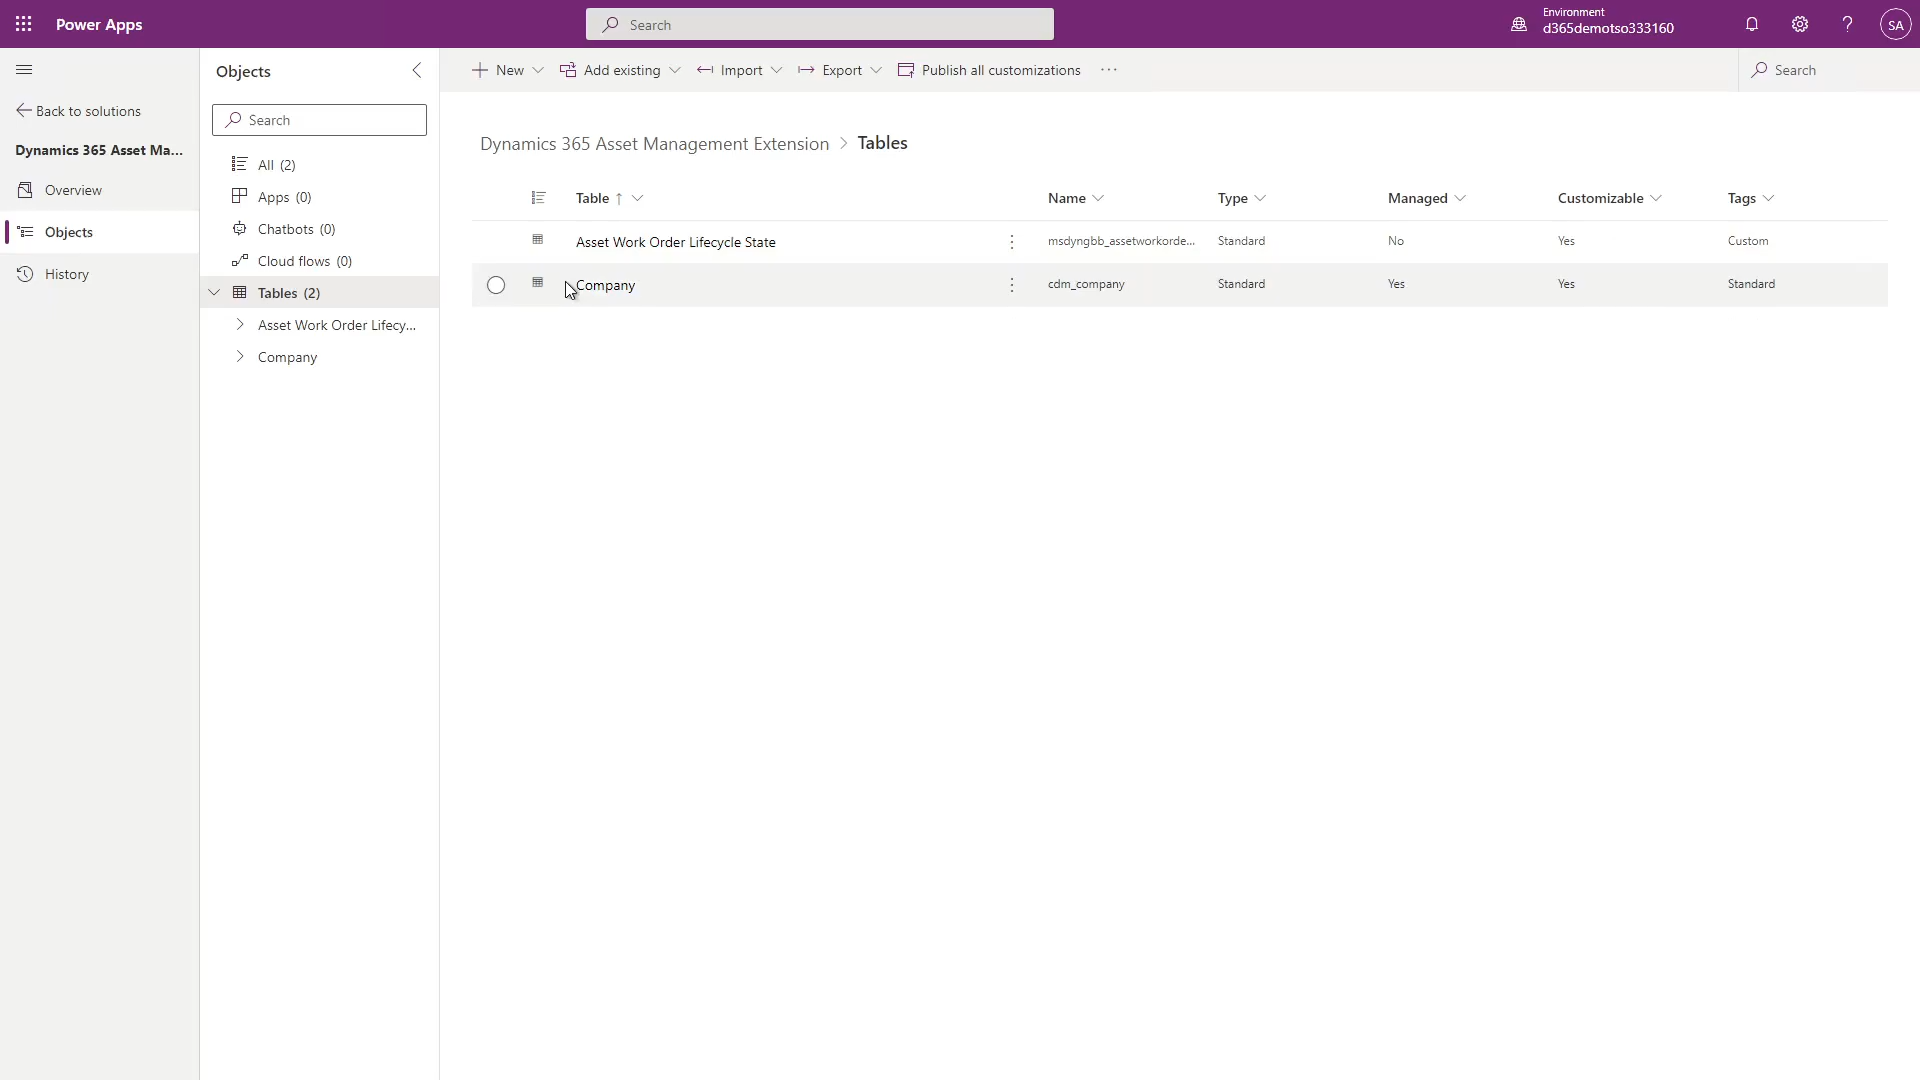 Power Apps
Search
Environment
d365demotso333160
SA
Back to solutions
Dynamics 365 Asset Ma...
Overview
Objects
History
Objects
Search
All (2)
Apps (0)
Chatbots (0)
Cloud flows (0)
Tables (2)
Asset Work Order Lifecy...
Company
New
Add existing
Import
Export
Publish all customizations
Search
Dynamics 365 Asset Management Extension > Tables
Table ↑ Name Type Managed Customizable Tags
Asset Work Order Lifecycle State msdyngbb_assetworkorde... Standard No Yes Custom
Company cdm_company Standard Yes Yes Standard